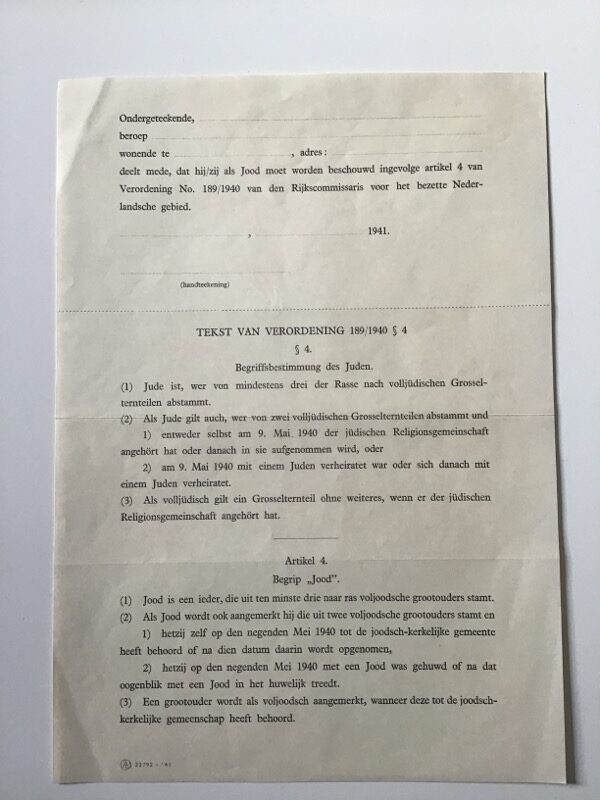 Ondergeteekende,
beroep
wonende te , adres :
deelt mede, dat hij/zij als Jood moet worden beschouwd ingevolge artikel 4 van
Verordening No. 189/1940 van den Rijkscommissaris voor het bezette Neder-
landsche gebied.
, 1941.
(handteekening)
TEKST VAN VERORDENING 189/1940 § 4
§ 4.
Begriffsbestimmung des Juden.
(1) Jude ist, wer von mindestens drei der Rasse nach volljüdischen Grossel-
ternteilen abstammt.
(2) Als Jude gilt auch, wer von zwei volljüdischen Grosselternteilen abstammt und
1) entweder selbst am 9. Mai 1940 der jüdischen Religionsgemeinschaft
angehört hat oder danach in sie aufgenommen wird, oder
2) am 9. Mai 1940 mit einem Juden verheiratet war oder sich danach mit
einem Juden verheiratet.
(3) Als volljüdisch gilt ein Grosselternteil ohne weiteres, wenn er der jüdischen
Religionsgemeinschaft angehört hat.
Artikel 4.
Begrip „Jood”.
(1) Jood is een ieder, die uit ten minste drie naar ras voljoodsche grootouders stamt.
(2) Als Jood wordt ook aangemerkt hij die uit twee voljoodsche grootouders stamt en
1) hetzij zelf op den negenden Mei 1940 tot de joodsch-kerkelijke gemeente
heeft behoord of na dien datum daarin wordt opgenomen,
2) hetzij op den negenden Mei 1940 met een Jood was gehuwd of na dat
oogenblik met een Jood in het huwelijk treedt.
(3) Een grootouder wordt als voljoodsch aangemerkt, wanneer deze tot de joodsch-
kerkelijke gemeenschap heeft behoord.
22792 - '41